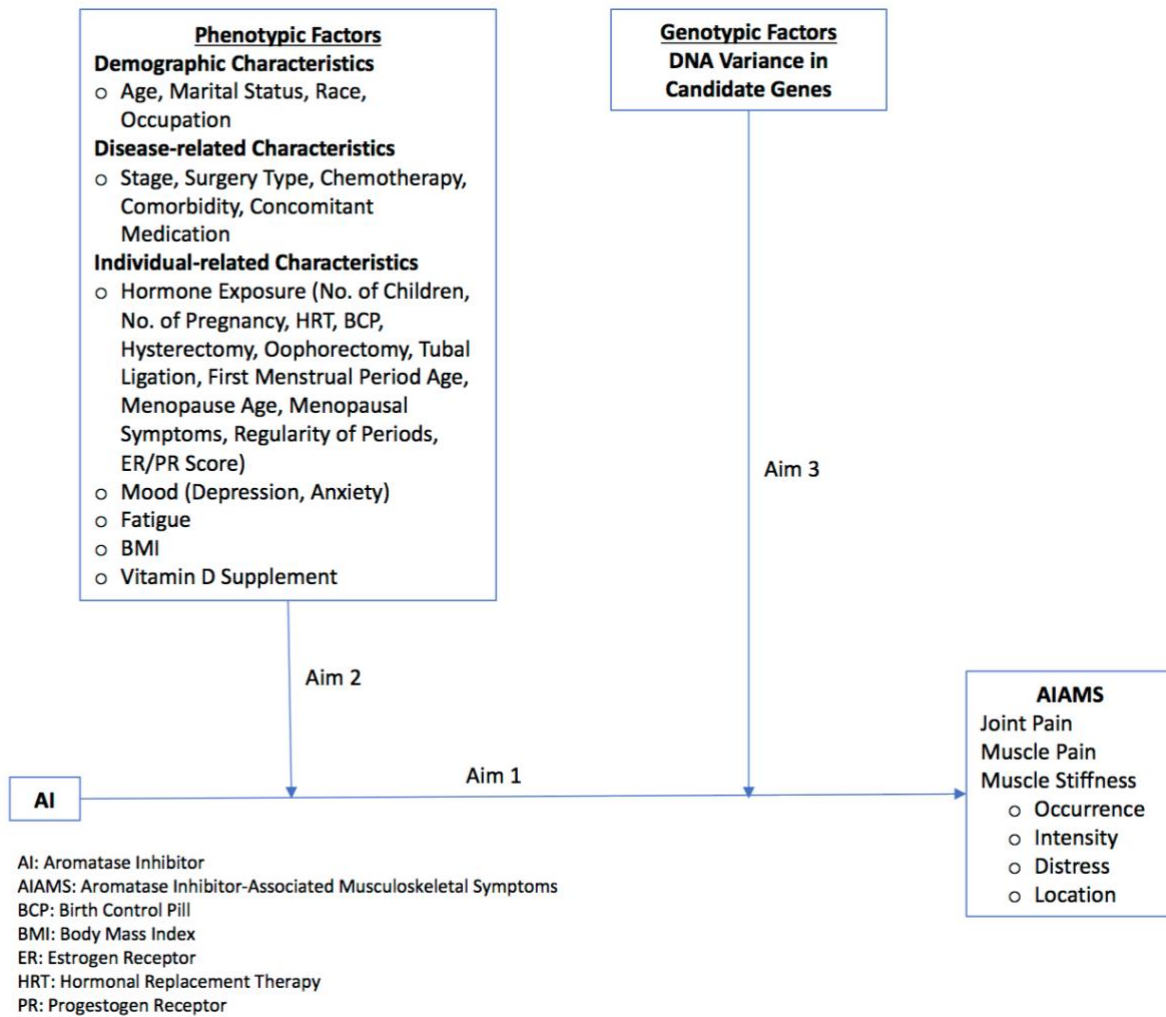 Phenotypic Factors
Demographic Characteristics
o Age, Marital Status, Race,
Occupation
Disease-related Characteristics
o Stage, Surgery Type, Chemotherapy,
Comorbidity, Concomitant
Medication
Individual-related Characteristics
o Hormone Exposure (No. of Children,
No. of Pregnancy, HRT, BCP,
Hysterectomy, Oophorectomy, Tubal
Ligation, First Menstrual Period Age,
Menopause Age, Menopausal
Symptoms, Regularity of Periods,
ER/PR Score)
o Mood (Depression, Anxiety)
o Fatigue
o BMI
o Vitamin D Supplement
Genotypic Factors
DNA Variance in
Candidate Genes
Aim 3
Aim 2
Aim 1
AI
AIAMS
Joint Pain
Muscle Pain
Muscle Stiffness
o Occurrence
o Intensity
o Distress
o Location
AI: Aromatase Inhibitor
AIAMS: Aromatase Inhibitor-Associated Musculoskeletal Symptoms
BCP: Birth Control Pill
BMI: Body Mass Index
ER: Estrogen Receptor
HRT: Hormonal Replacement Therapy
PR: Progestogen Receptor